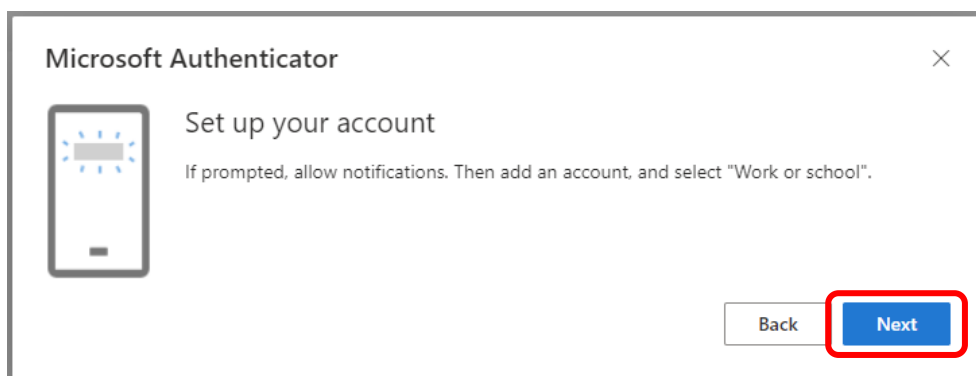 Microsoft Authenticator
Set up your account
If prompted, allow notifications. Then add an account, and select "Work or school".
Back
Next